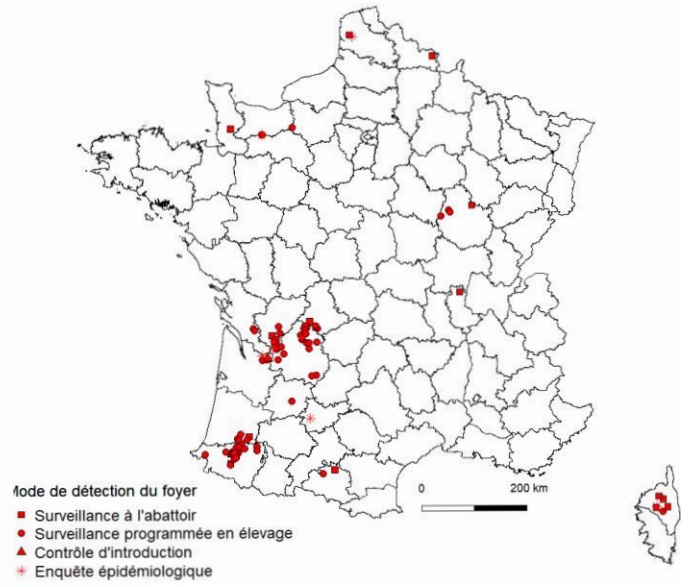 0 200 km
Mode de détection du foyer
Surveillance à l'abattoir
Surveillance programmée en élevage
Contrôle d'introduction
Enquête épidémiologique